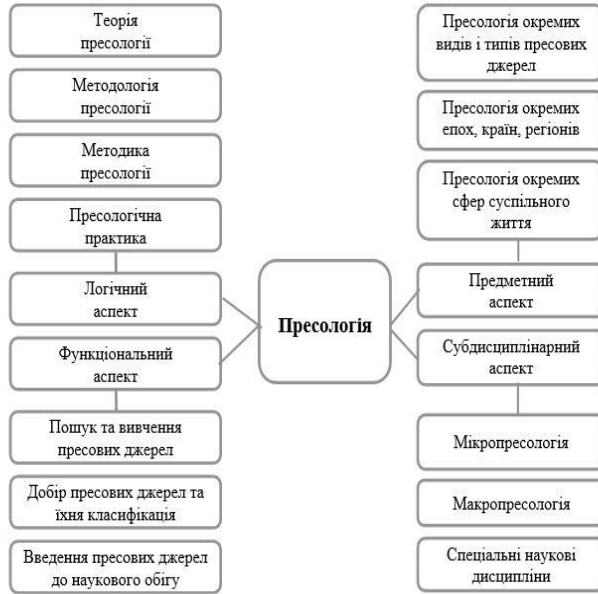 Теорія
пресології
Методологія
пресології
Методика
пресології
Пресологічна
практика
Логічний
аспект
Функціональний
аспект
Пошук та вивчення
пресових джерел
Добір пресових джерел та
їхня класифікація
Введення пресових джерел
до наукового обігу
Пресологія
Пресологія окремих
видів і типів пресових
джерел
Пресологія окремих
епох, країн, регіонів
Пресологія окремих
сфер суспільного
життя
Предметний
аспект
Субдисциплінарний
аспект
Мікропресологія
Макропресологія
Спеціальні наукові
дисципліни